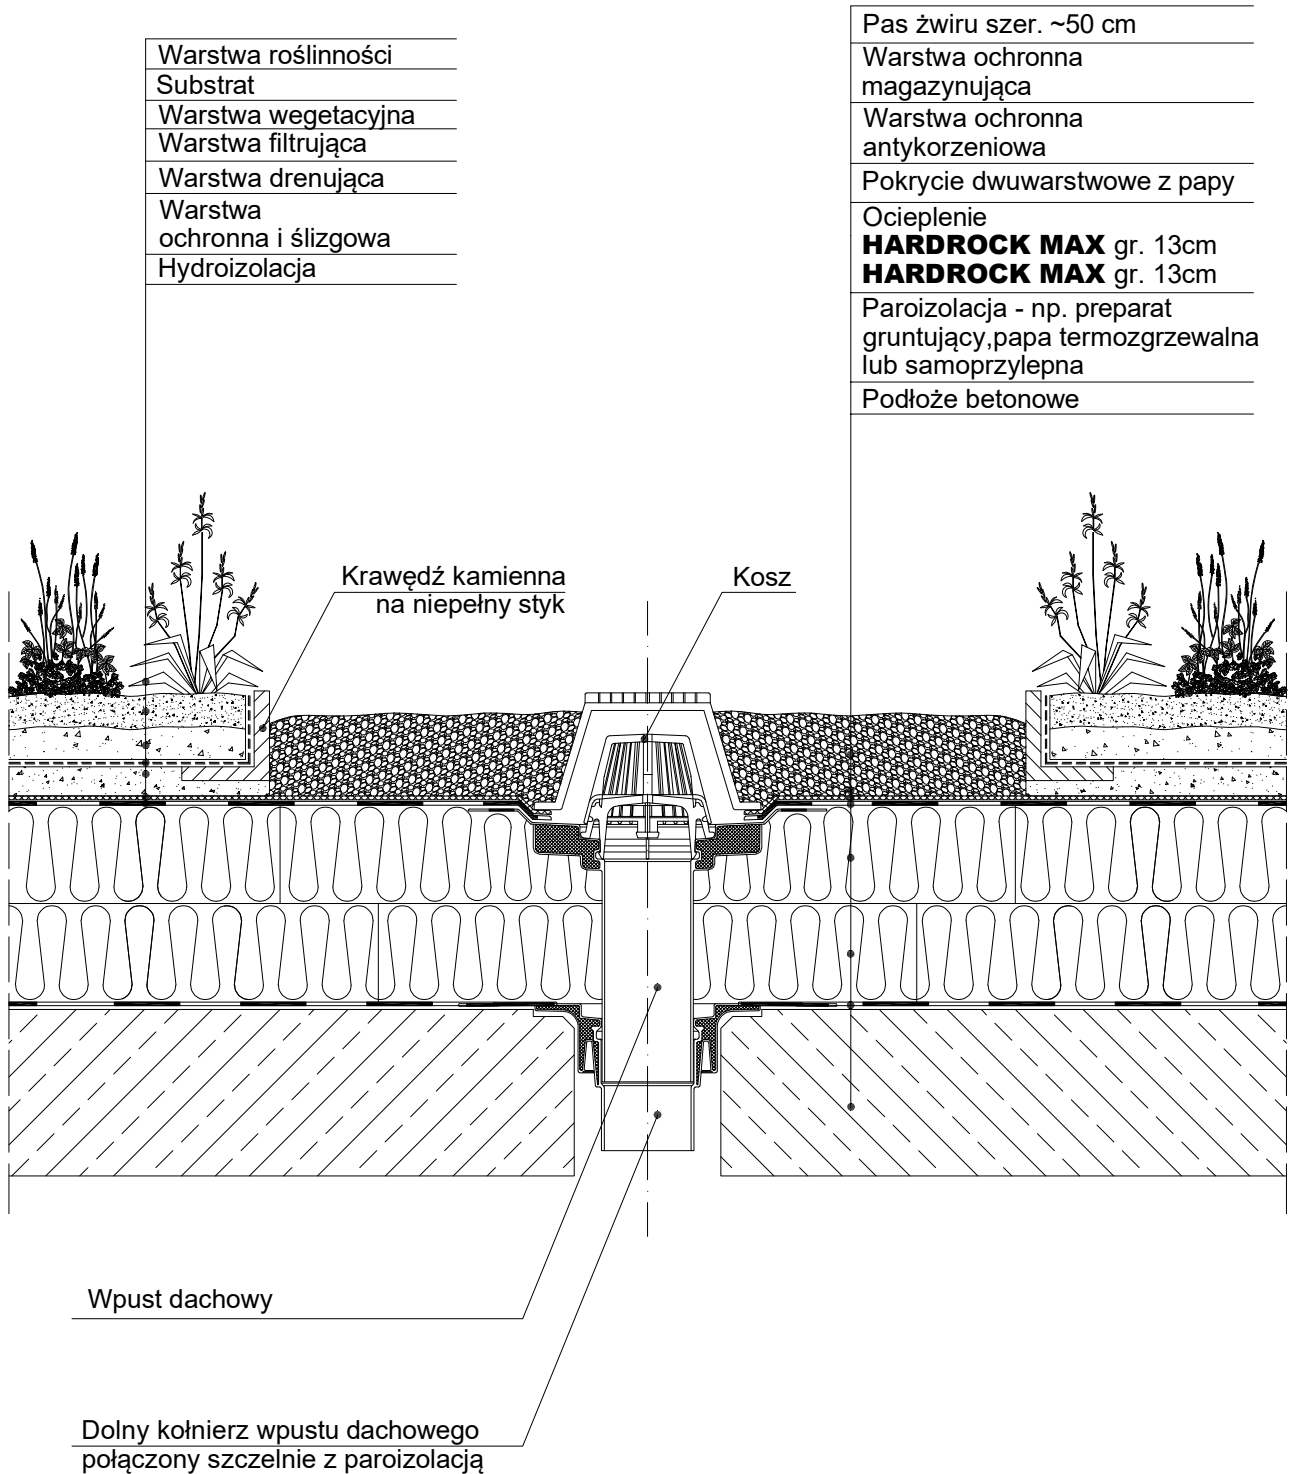 Warstwa roślinności
Substrat
Warstwa wegetacyjna
Warstwa filtrująca
Warstwa drenująca
Warstwa
ochronna i ślizgowa
Hydroizolacja
Pas żwiru szer. ~50 cm
Warstwa ochronna
magazynująca
Warstwa ochronna
antykorzeniowa
Pokrycie dwuwarstwowe z papy
Ocieplenie
HARDROCK MAX gr. 13cm
HARDROCK MAX gr. 13cm
Paroizolacja - np. preparat
gruntujący,papa termozgrzewalna
lub samoprzylepna
Podłoże betonowe
Krawędź kamienna
na niepełny styk
Kosz
Wpust dachowy
Dolny kołnierz wpustu dachowego
połączony szczelnie z paroizolacją